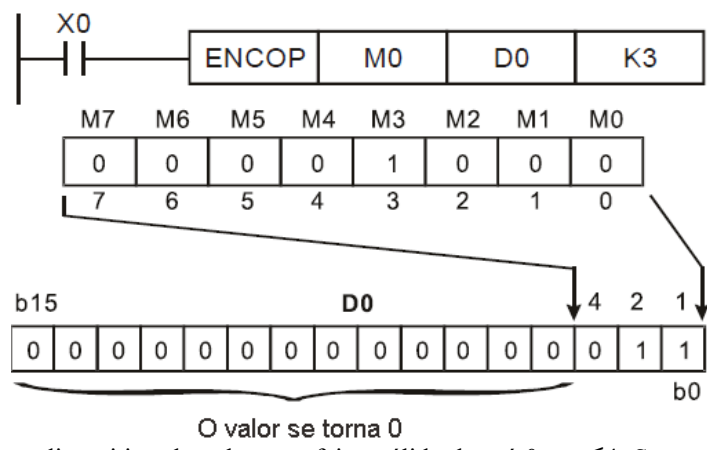 X0
ENCOP M0 D0 K3
M7 M6 M5 M4 M3 M2 M1 M0
0 0 0 0 1 0 0 0
7 6 5 4 3 2 1 0
b15 D0 4 2 1
0 0 0 0 0 0 0 0 0 0 0 0 0 0 1 1
b0
O valor se torna 0